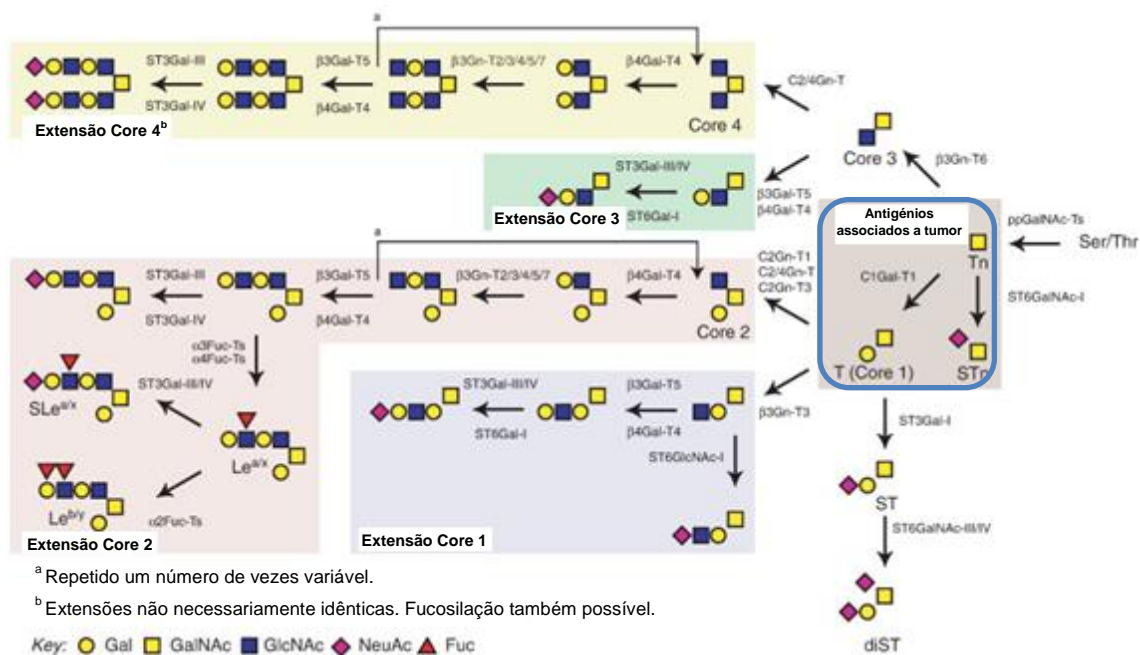 a
ST3Gal-III
ST3Gal-IV
β3Gal-T5
β4Gal-T4
β3Gn-T2/3/4/5/7
β4Gal-T4
C2/4Gn-T
Extensão Core 4b
Core 4
Core 3
β3Gn-T6
ST3Gal-III/IV
ST6Gal-I
β3Gal-T5
β4Gal-T4
Extensão Core 3
Antigénios
associados a tumor
ppGalNAc-Ts
Ser/Thr
Tn
a
ST3Gal-III
ST3Gal-IV
β3Gal-T5
β4Gal-T4
β3Gn-T2/3/4/5/7
β4Gal-T4
C2Gn-T1
C2/4Gn-T
C2Gn-T3
C1Gal-T1
ST6GalNAc-I
Core 2
T (Core 1)
STn
α3Fuc-Ts
α4Fuc-Ts
ST3Gal-III/IV
SLea/x
Lea/x
Leb/y
α2Fuc-Ts
Extensão Core 2
ST3Gal-III/IV
ST6Gal-I
β3Gal-T5
β4Gal-T4
β3Gn-T3
ST6GlcNAc-I
Extensão Core 1
ST3Gal-I
ST
ST6GalNAc-III/IV
diST
a Repetido um número de vezes variável.
b Extensões não necessariamente idênticas. Fucosilação também possível.
Key: Gal GalNAc GlcNAc NeuAc Fuc